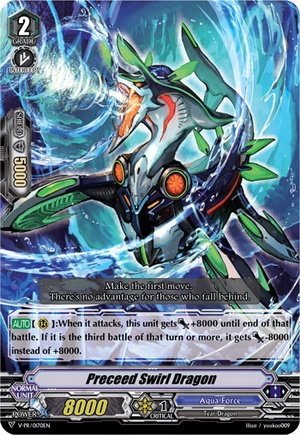 2
GRADE
INTERCEPT
SHIELD
5000
Make the first move.
There's no advantage for those who fall behind.
AUTO [ ]:When it attacks, this unit gets +8000 until end of that
battle. If it is the third battle of that turn or more, it gets -8000
instead.
Preceed Swirl Dragon
NORMAL UNIT
Aqua Force
POWER
8000
1
CRITICAL
Tear Dragon
V-PR/0170EN
Illust / yuukoo009